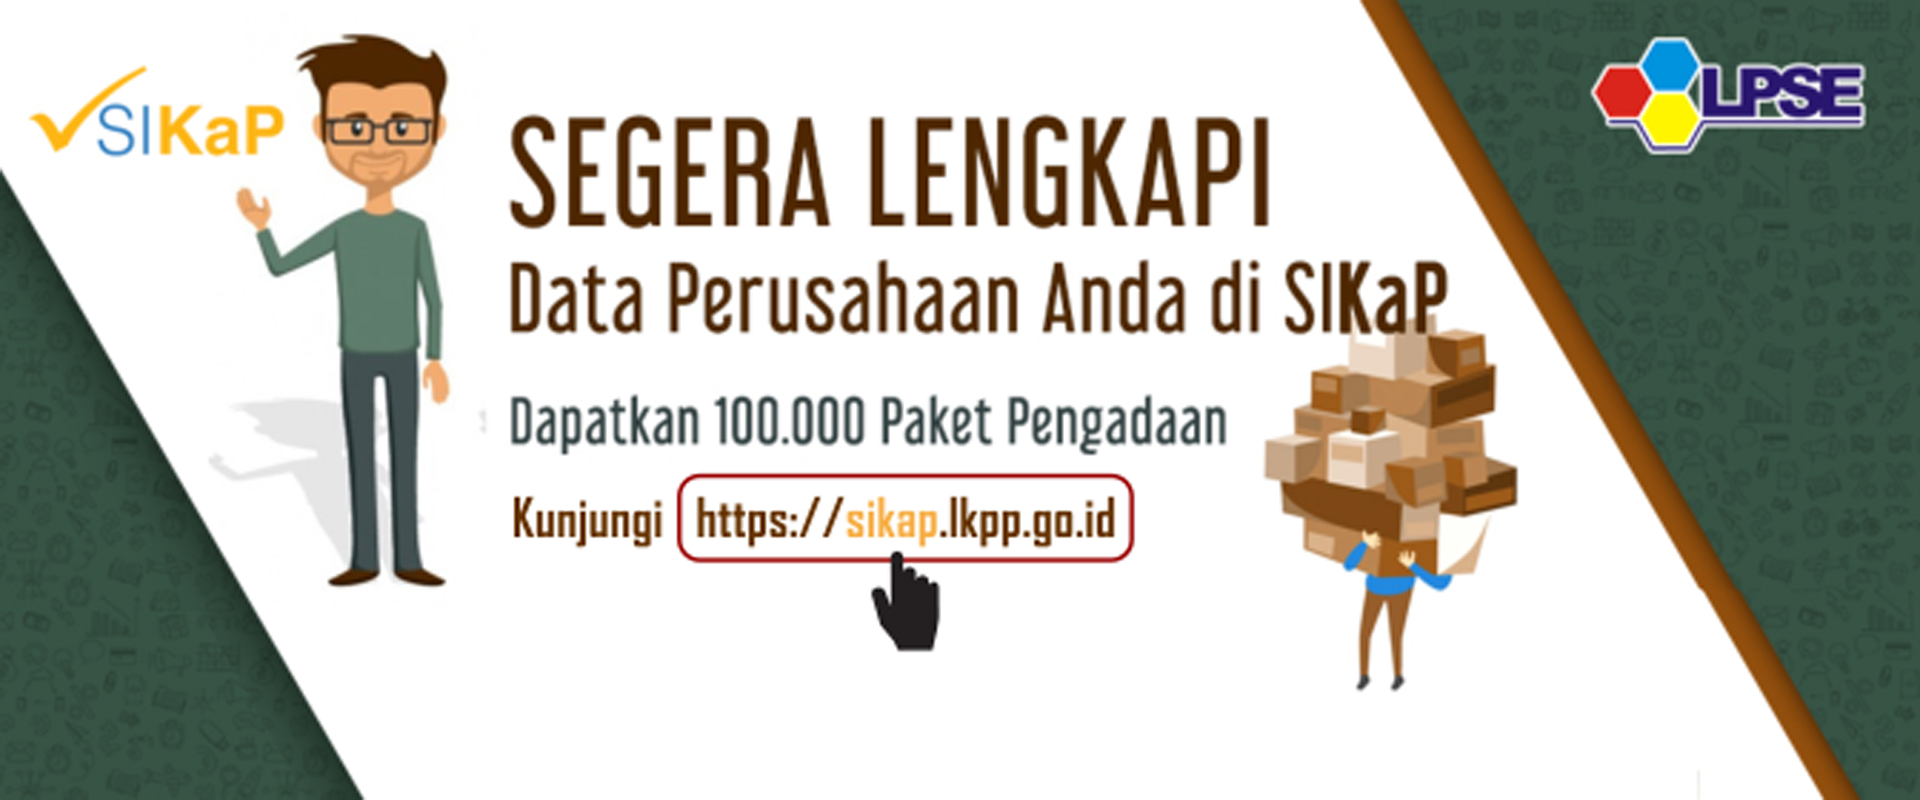 SIKaP
LPSE
SEGERA LENGKAPI
Data Perusahaan Anda di SIKaP
Dapatkan 100.000 Paket Pengadaan
Kunjungi https://sikap.lkpp.go.id